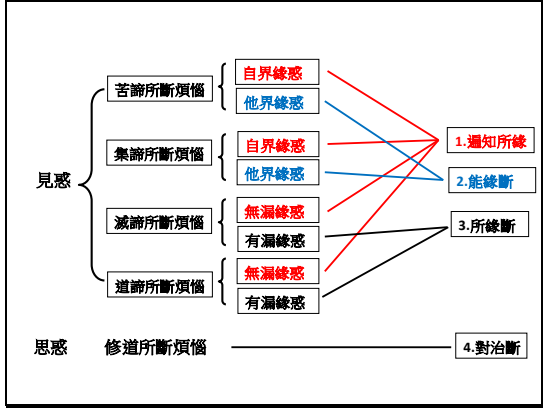 見惑
苦諦所斷煩惱
自界緣惑
他界緣惑
集諦所斷煩惱
自界緣惑
他界緣惑
滅諦所斷煩惱
無漏緣惑
有漏緣惑
道諦所斷煩惱
無漏緣惑
有漏緣惑
1.遍知所緣
2.能緣斷
3.所緣斷
思惑 修道所斷煩惱 4.對治斷